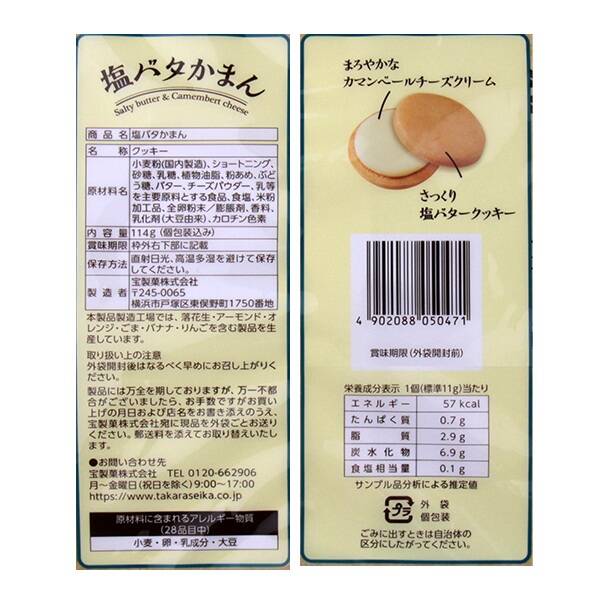 塩バタかまん
Salty butter & Camembert cheese
商品名 塩バタかまん
名称 クッキー
原材料名 小麦粉(国内製造)、ショートニング、
砂糖、乳糖、植物油脂、粉あめ、ぶど
う糖、バター、チーズパウダー、乳等
を主要原料とする食品、食塩、米粉
加工品、全卵粉末／膨脹剤、香料、
乳化剤(大豆由来)、カロチン色素
内容量 114g(個包装込み)
賞味期限 枠外右下部に記載
保存方法 直射日光、高温多湿を避けて保存
してください。
製造者 宝製菓株式会社
〒245-0065
横浜市戸塚区東俣野町1750番地
本製品製造工場では、落花生・アーモンド・オ
レンジ・ごま・バナナ・りんごを含む製品を生
産しています。
取り扱い上の注意
外袋開封後はなるべく早めにお召し上がりく
ださい。
製品には万全を期しておりますが、万一不都
合がございましたら、お手数ですがお買い
上げの月日および店名をお書き添えのうえ、
宝製菓株式会社宛に現品を外袋ごとお送り
ください。郵送料を添えてお取り替えいたし
ます。
●お問い合わせ先
宝製菓株式会社 TEL 0120-662906
月～金曜日(祝日を除く)9:00～17:00
https://www.takaraseika.co.jp
原材料に含まれるアレルギー物質
(28品目中)
小麦・卵・乳成分・大豆
まろやかな
カマンベールチーズクリーム
さっくり
塩バタークッキー
4 902088 050471
賞味期限(外袋開封前)
栄養成分表示 1個(標準11g)当たり
エネルギー 57kcal
たんぱく質 0.7g
脂質 2.9g
炭水化物 6.9g
食塩相当量 0.1g
サンプル品分析による推定値
プラ 外袋
個包装
ごみに出すときは自治体の
区分にしたがってください。